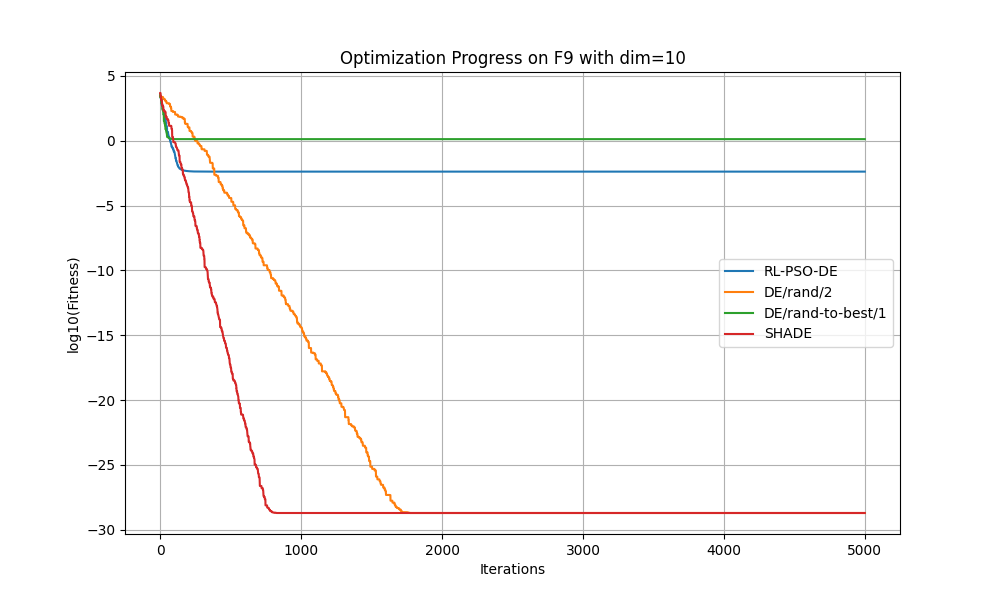 Optimization Progress on F9 with dim=10
log10(Fitness)
5
0
−5
−10
−15
−20
−25
−30
RL-PSO-DE
DE/rand/2
DE/rand-to-best/1
SHADE
0
1000
2000
3000
4000
5000
Iterations